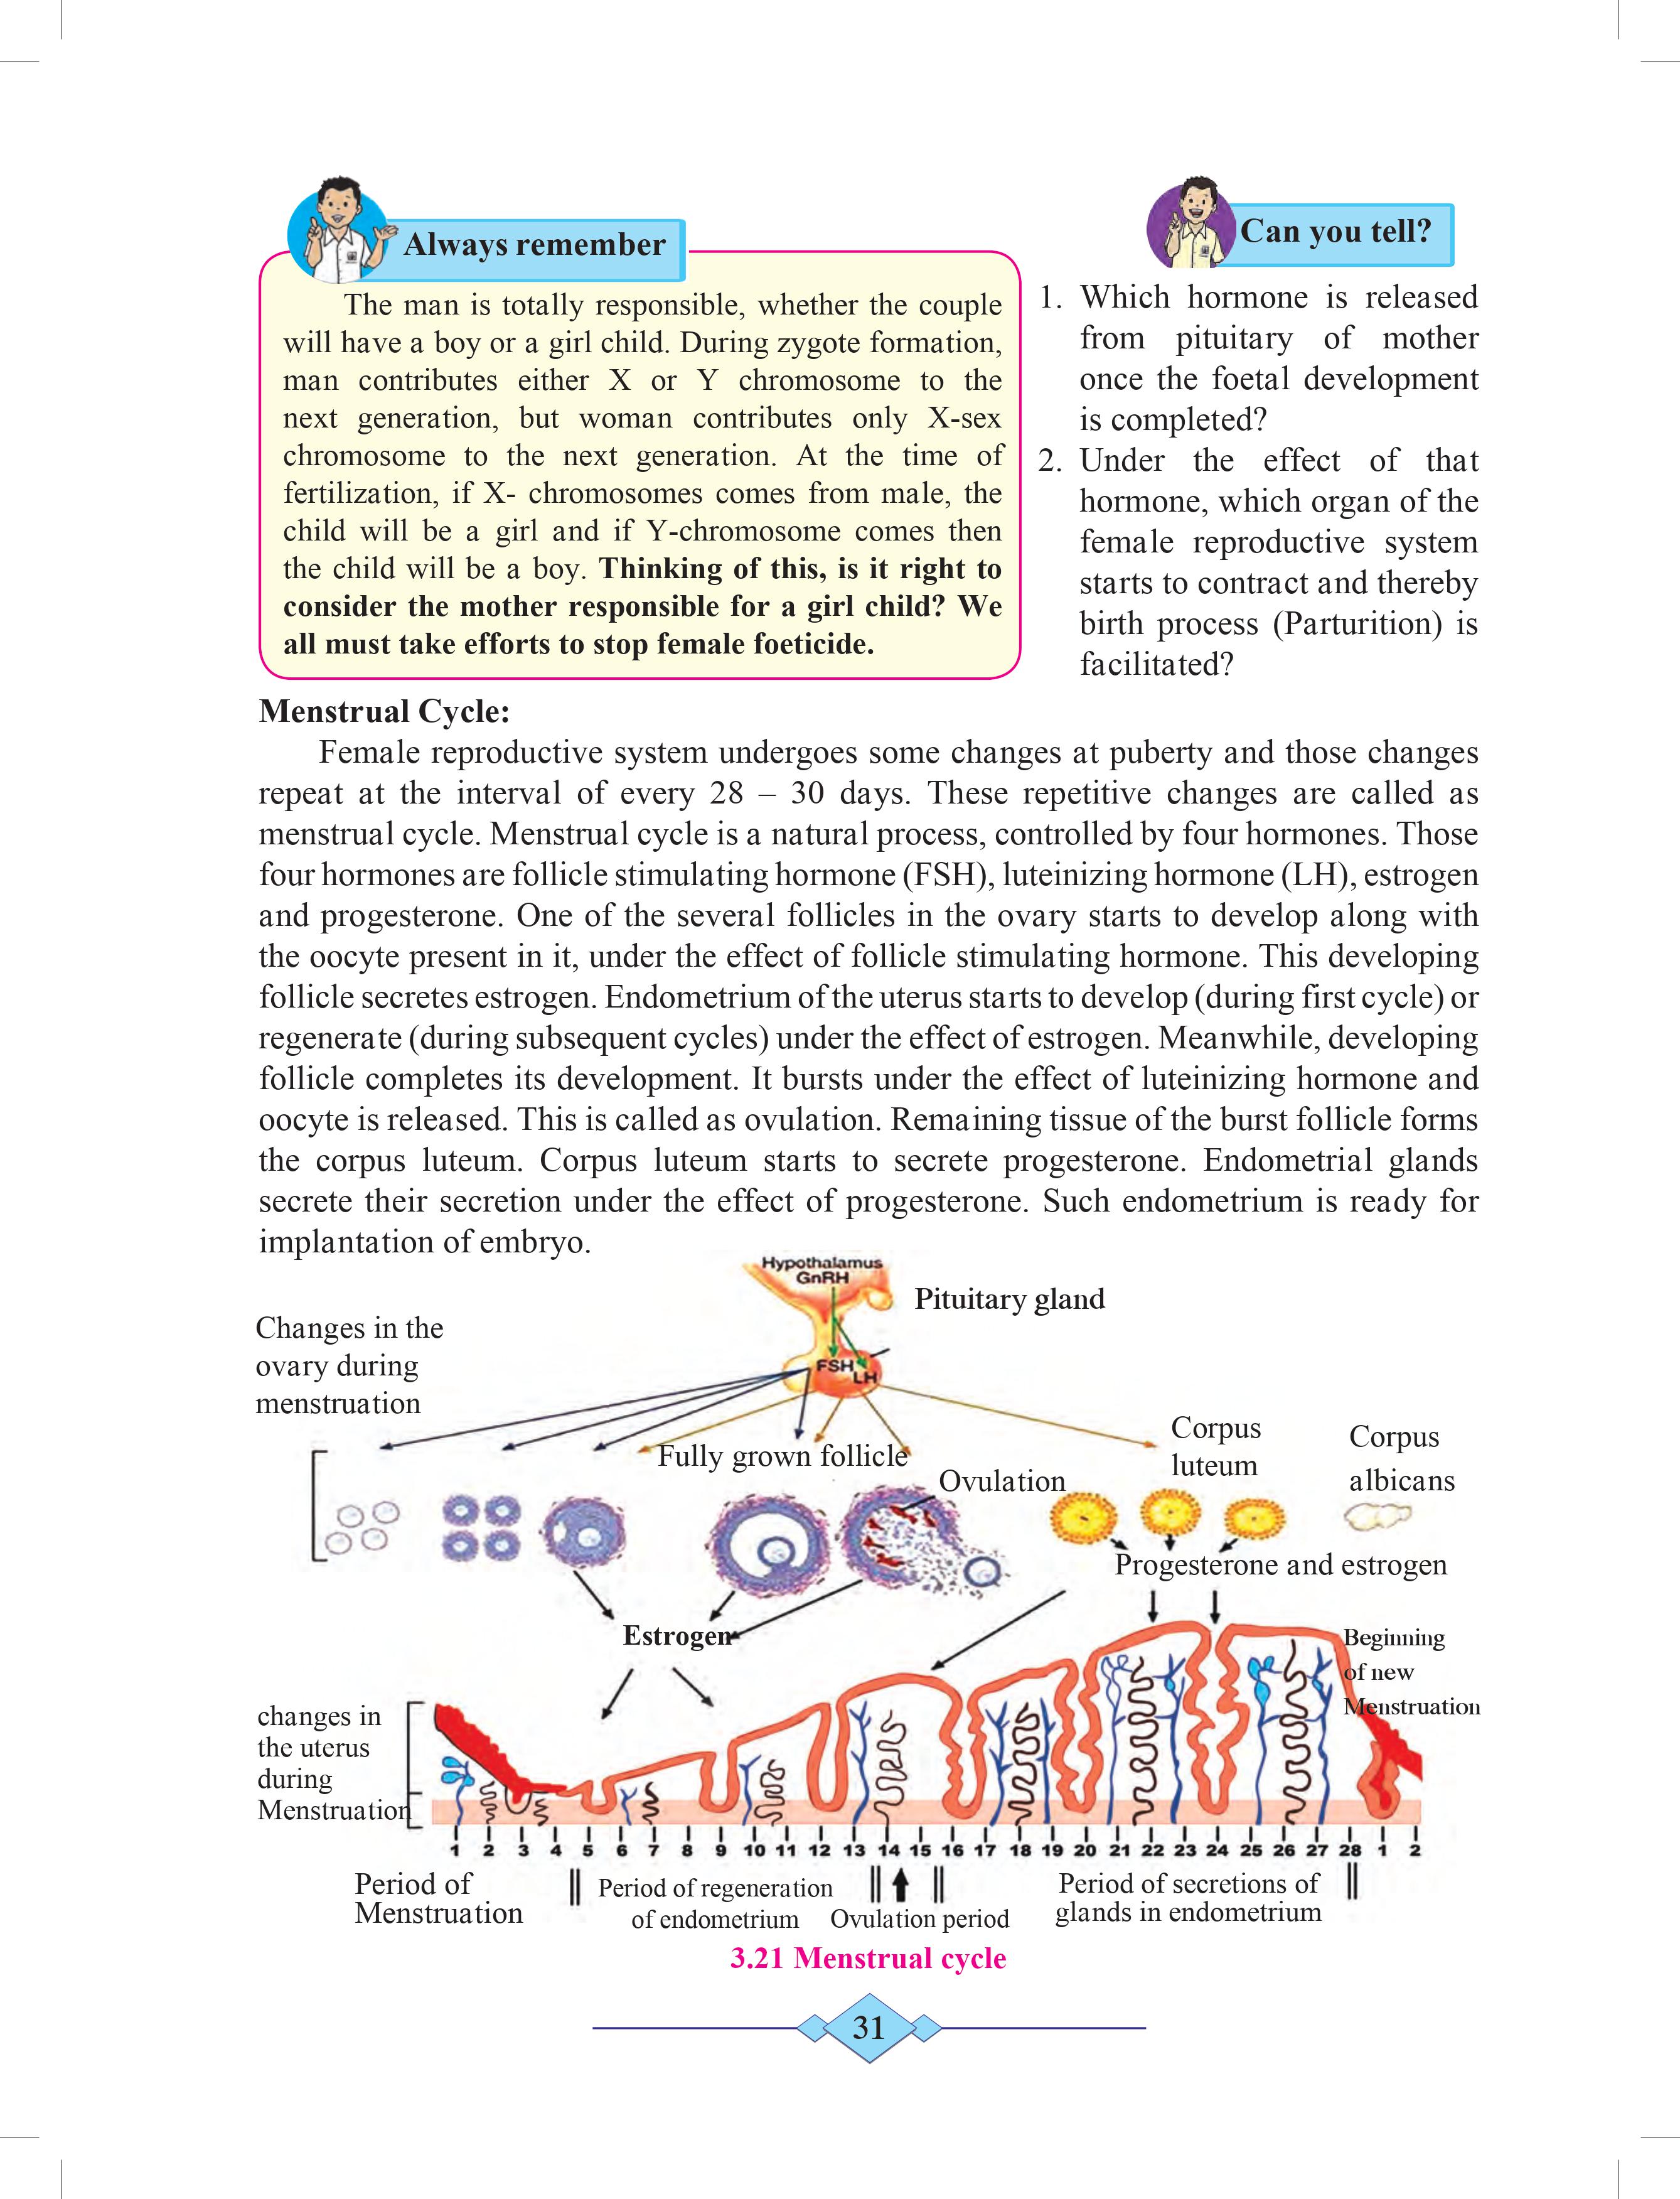 Always remember
The man is totally responsible, whether the couple
will have a boy or a girl child. During zygote formation,
man contributes either X or Y chromosome to the
next generation, but woman contributes only X-sex
chromosome to the next generation. At the time of
fertilization, if X- chromosomes comes from male, the
child will be a girl and if Y-chromosome comes then
the child will be a boy. Thinking of this, is it right to
consider the mother responsible for a girl child? We
all must take efforts to stop female foeticide.
Can you tell?
1. Which hormone is released
from pituitary of mother
once the foetal development
is completed?
2. Under the effect of that
hormone, which organ of the
female reproductive system
starts to contract and thereby
birth process (Parturition) is
facilitated?
Menstrual Cycle:
Female reproductive system undergoes some changes at puberty and those changes
repeat at the interval of every 28 – 30 days. These repetitive changes are called as
menstrual cycle. Menstrual cycle is a natural process, controlled by four hormones. Those
four hormones are follicle stimulating hormone (FSH), luteinizing hormone (LH), estrogen
and progesterone. One of the several follicles in the ovary starts to develop along with
the oocyte present in it, under the effect of follicle stimulating hormone. This developing
follicle secretes estrogen. Endometrium of the uterus starts to develop (during first cycle) or
regenerate (during subsequent cycles) under the effect of estrogen. Meanwhile, developing
follicle completes its development. It bursts under the effect of luteinizing hormone and
oocyte is released. This is called as ovulation. Remaining tissue of the burst follicle forms
the corpus luteum. Corpus luteum starts to secrete progesterone. Endometrial glands
secrete their secretion under the effect of progesterone. Such endometrium is ready for
implantation of embryo.
Hypothalamus
GnRH
Pituitary gland
FSH
LH
Changes in the
ovary during
menstruation
Fully grown follicle
Ovulation
Corpus
luteum
Corpus
albicans
Progesterone and estrogen
Estrogen
Beginning
of new
Menstruation
changes in
the uterus
during
Menstruation
1 2 3 4 5 6 7 8 9 10 11 12 13 14 15 16 17 18 19 20 21 22 23 24 25 26 27 28 1 2
Period of
Menstruation
Period of regeneration
of endometrium
Ovulation period
Period of secretions of
glands in endometrium
3.21 Menstrual cycle
31